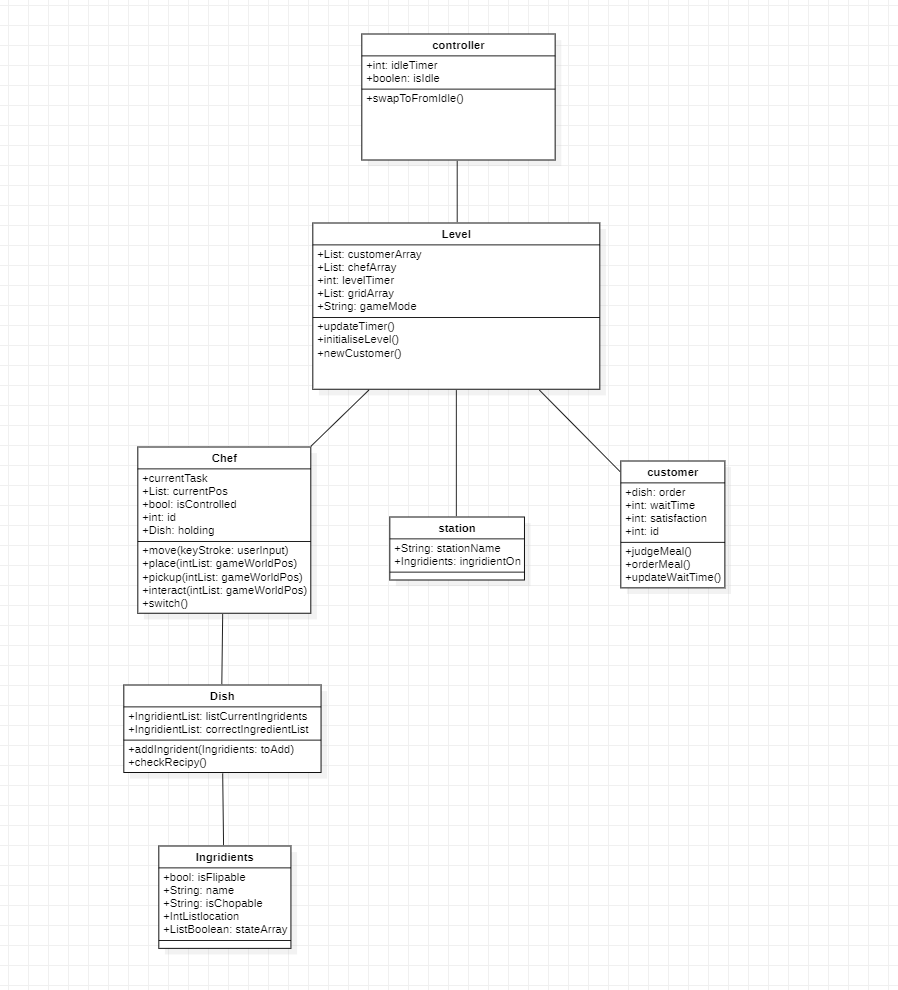 controller
+int: idleTimer
+boolen: isIdle
+swapToFromIdle()
Level
+List: customerArray
+List: chefArray
+int: levelTimer
+List: gridArray
+String: gameMode
+updateTimer()
+initialiseLevel()
+newCustomer()
Chef
+currentTask
+List: currentPos
+bool: isControlled
+int: id
+Dish: holding
+move(keyStroke: userInput)
+place(intList: gameWorldPos)
+pickup(intList: gameWorldPos)
+interact(intList: gameWorldPos)
+switch()
station
+String: stationName
+Ingridients: ingridientOn
customer
+dish: order
+int: waitTime
+int: satisfaction
+int: id
+judgeMeal()
+orderMeal()
+updateWaitTime()
Dish
+IngridientList: listCurrentIngridents
+IngridientList: correctIngredientList
+addIngrident(Ingridients: toAdd)
+checkRecipy()
Ingridients
+bool: isFlipable
+String: name
+String: isChopable
+IntListlocation
+ListBoolean: stateArray